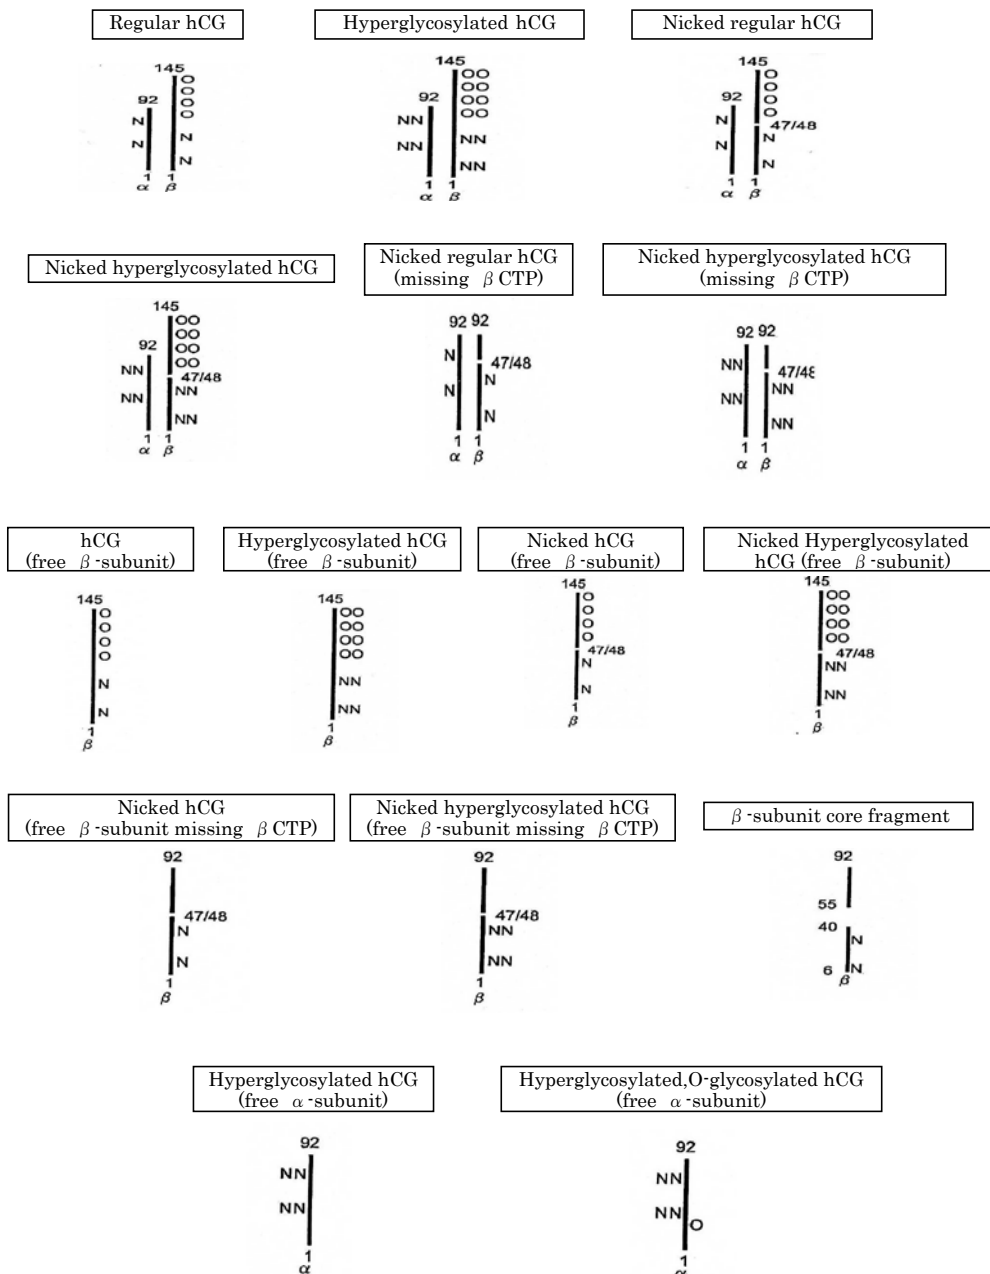 Regular hCG
Hyperglycosylated hCG
Nicked regular hCG
145
O
O
O
O
92
N
N
N
N
1
1
α
β
145
OO
OO
OO
OO
92
NN
NN
NN
NN
1
1
α
β
145
O
O
O
O
92
47/48
N
N
N
N
1
1
α
β
Nicked hyperglycosylated hCG
Nicked regular hCG
(missing β CTP)
Nicked hyperglycosylated hCG
(missing β CTP)
145
OO
OO
OO
OO
92
47/48
NN
NN
NN
NN
1
1
α
β
92 92
47/48
N
N
N
N
1
1
α
β
92 92
47/48
NN
NN
NN
NN
1
1
α
β
hCG
(free β-subunit)
Hyperglycosylated hCG
(free β-subunit)
Nicked hCG
(free β-subunit)
Nicked Hyperglycosylated
hCG (free β-subunit)
145
O
O
O
O
N
N
1
β
145
OO
OO
OO
OO
NN
NN
1
β
145
O
O
O
O
47/48
N
N
1
β
145
OO
OO
OO
OO
47/48
NN
NN
1
β
Nicked hCG
(free β-subunit missing β CTP)
Nicked hyperglycosylated hCG
(free β-subunit missing β CTP)
β-subunit core fragment
92
47/48
N
N
1
β
92
47/48
NN
NN
1
β
92
55
40
N
6
N
β
Hyperglycosylated hCG
(free α-subunit)
Hyperglycosylated,O-glycosylated hCG
(free α-subunit)
92
NN
NN
1
α
92
NN
NN
O
1
α